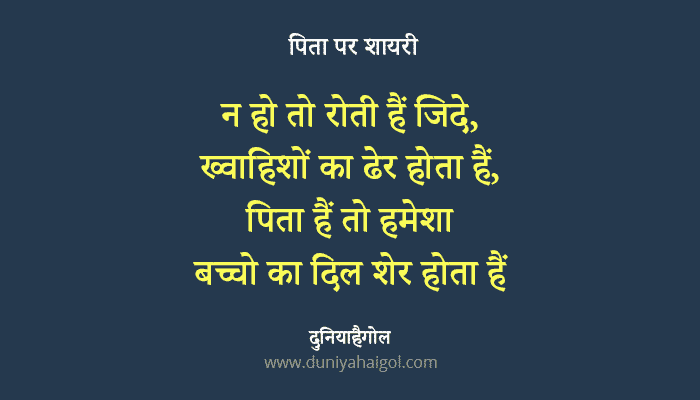 पिता पर शायरी
न हो तो रोती हैं जिदे,
ख्वाहिशों का ढेर होता हैं,
पिता हैं तो हमेशा
बच्चो का दिल शेर होता हैं
दुनियाहैगोल
www.duniyahaigol.com